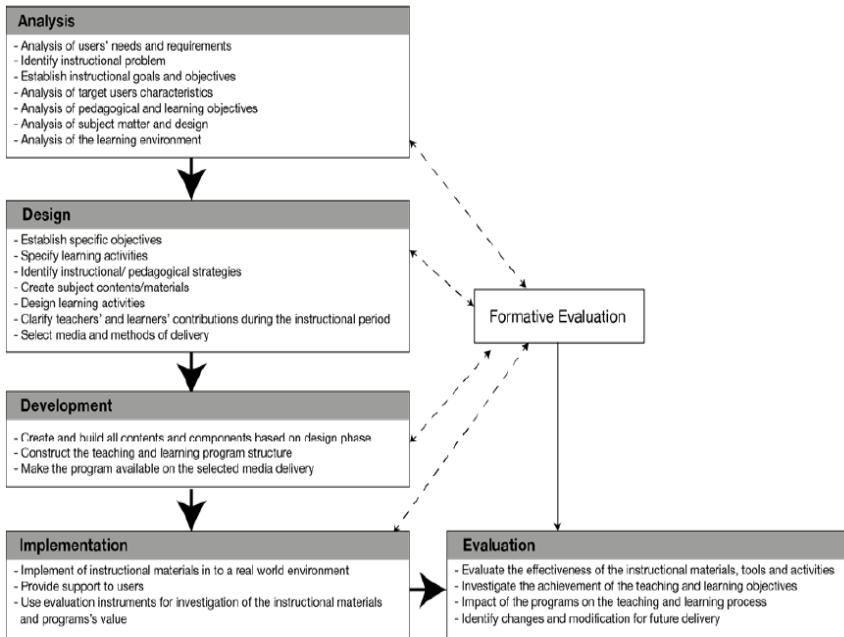 Analysis
- Analysis of users' needs and requirements
- Identify instructional problem
- Establish instructional goals and objectives
- Analysis of target users characteristics
- Analysis of pedagogical and learning objectives
- Analysis of subject matter and design
- Analysis of the learning environment
Design
- Establish specific objectives
- Specify learning activities
- Identify instructional/ pedagogical strategies
- Create subject contents/materials
- Design learning activities
- Clarify teachers' and learners' contributions during the instructional period
- Select media and methods of delivery
Formative Evaluation
Development
- Create and build all contents and components based on design phase
- Construct the teaching and learning program structure
- Make the program available on the selected media delivery
Implementation
- Implement of instructional materials in to a real world environment
- Provide support to users
- Use evaluation instruments for investigation of the instructional materials
and programs's value
Evaluation
- Evaluate the effectiveness of the instructional materials, tools and activities
- Investigate the achievement of the teaching and learning objectives
- Impact of the programs on the teaching and learning process
- Identify changes and modification for future delivery